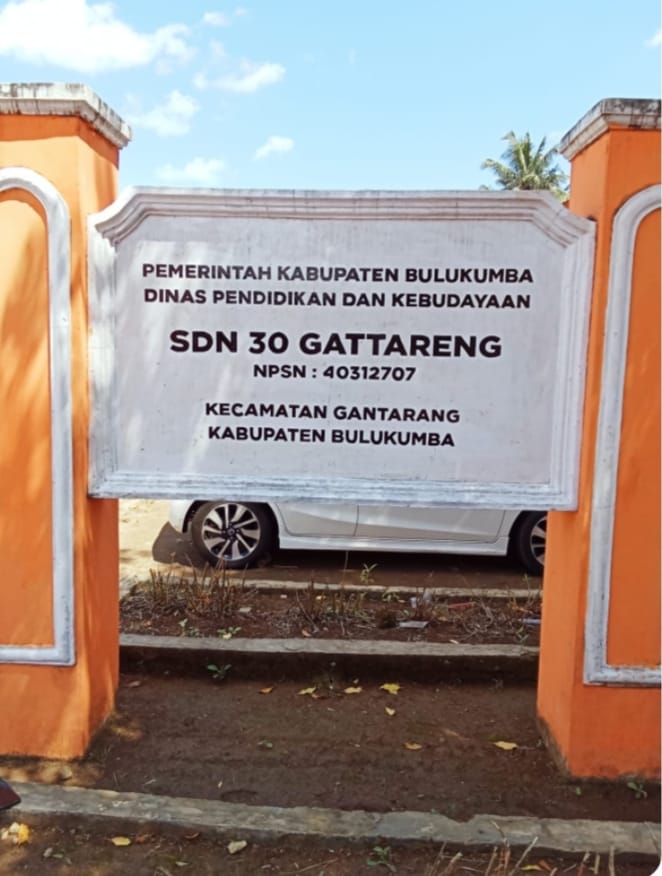 PEMERINTAH KABUPATEN BULUKUMBA
DINAS PENDIDIKAN DAN KEBUDAYAAN
SDN 30 GATTARENG
NPSN : 40312707
KECAMATAN GANTARANG
KABUPATEN BULUKUMBA